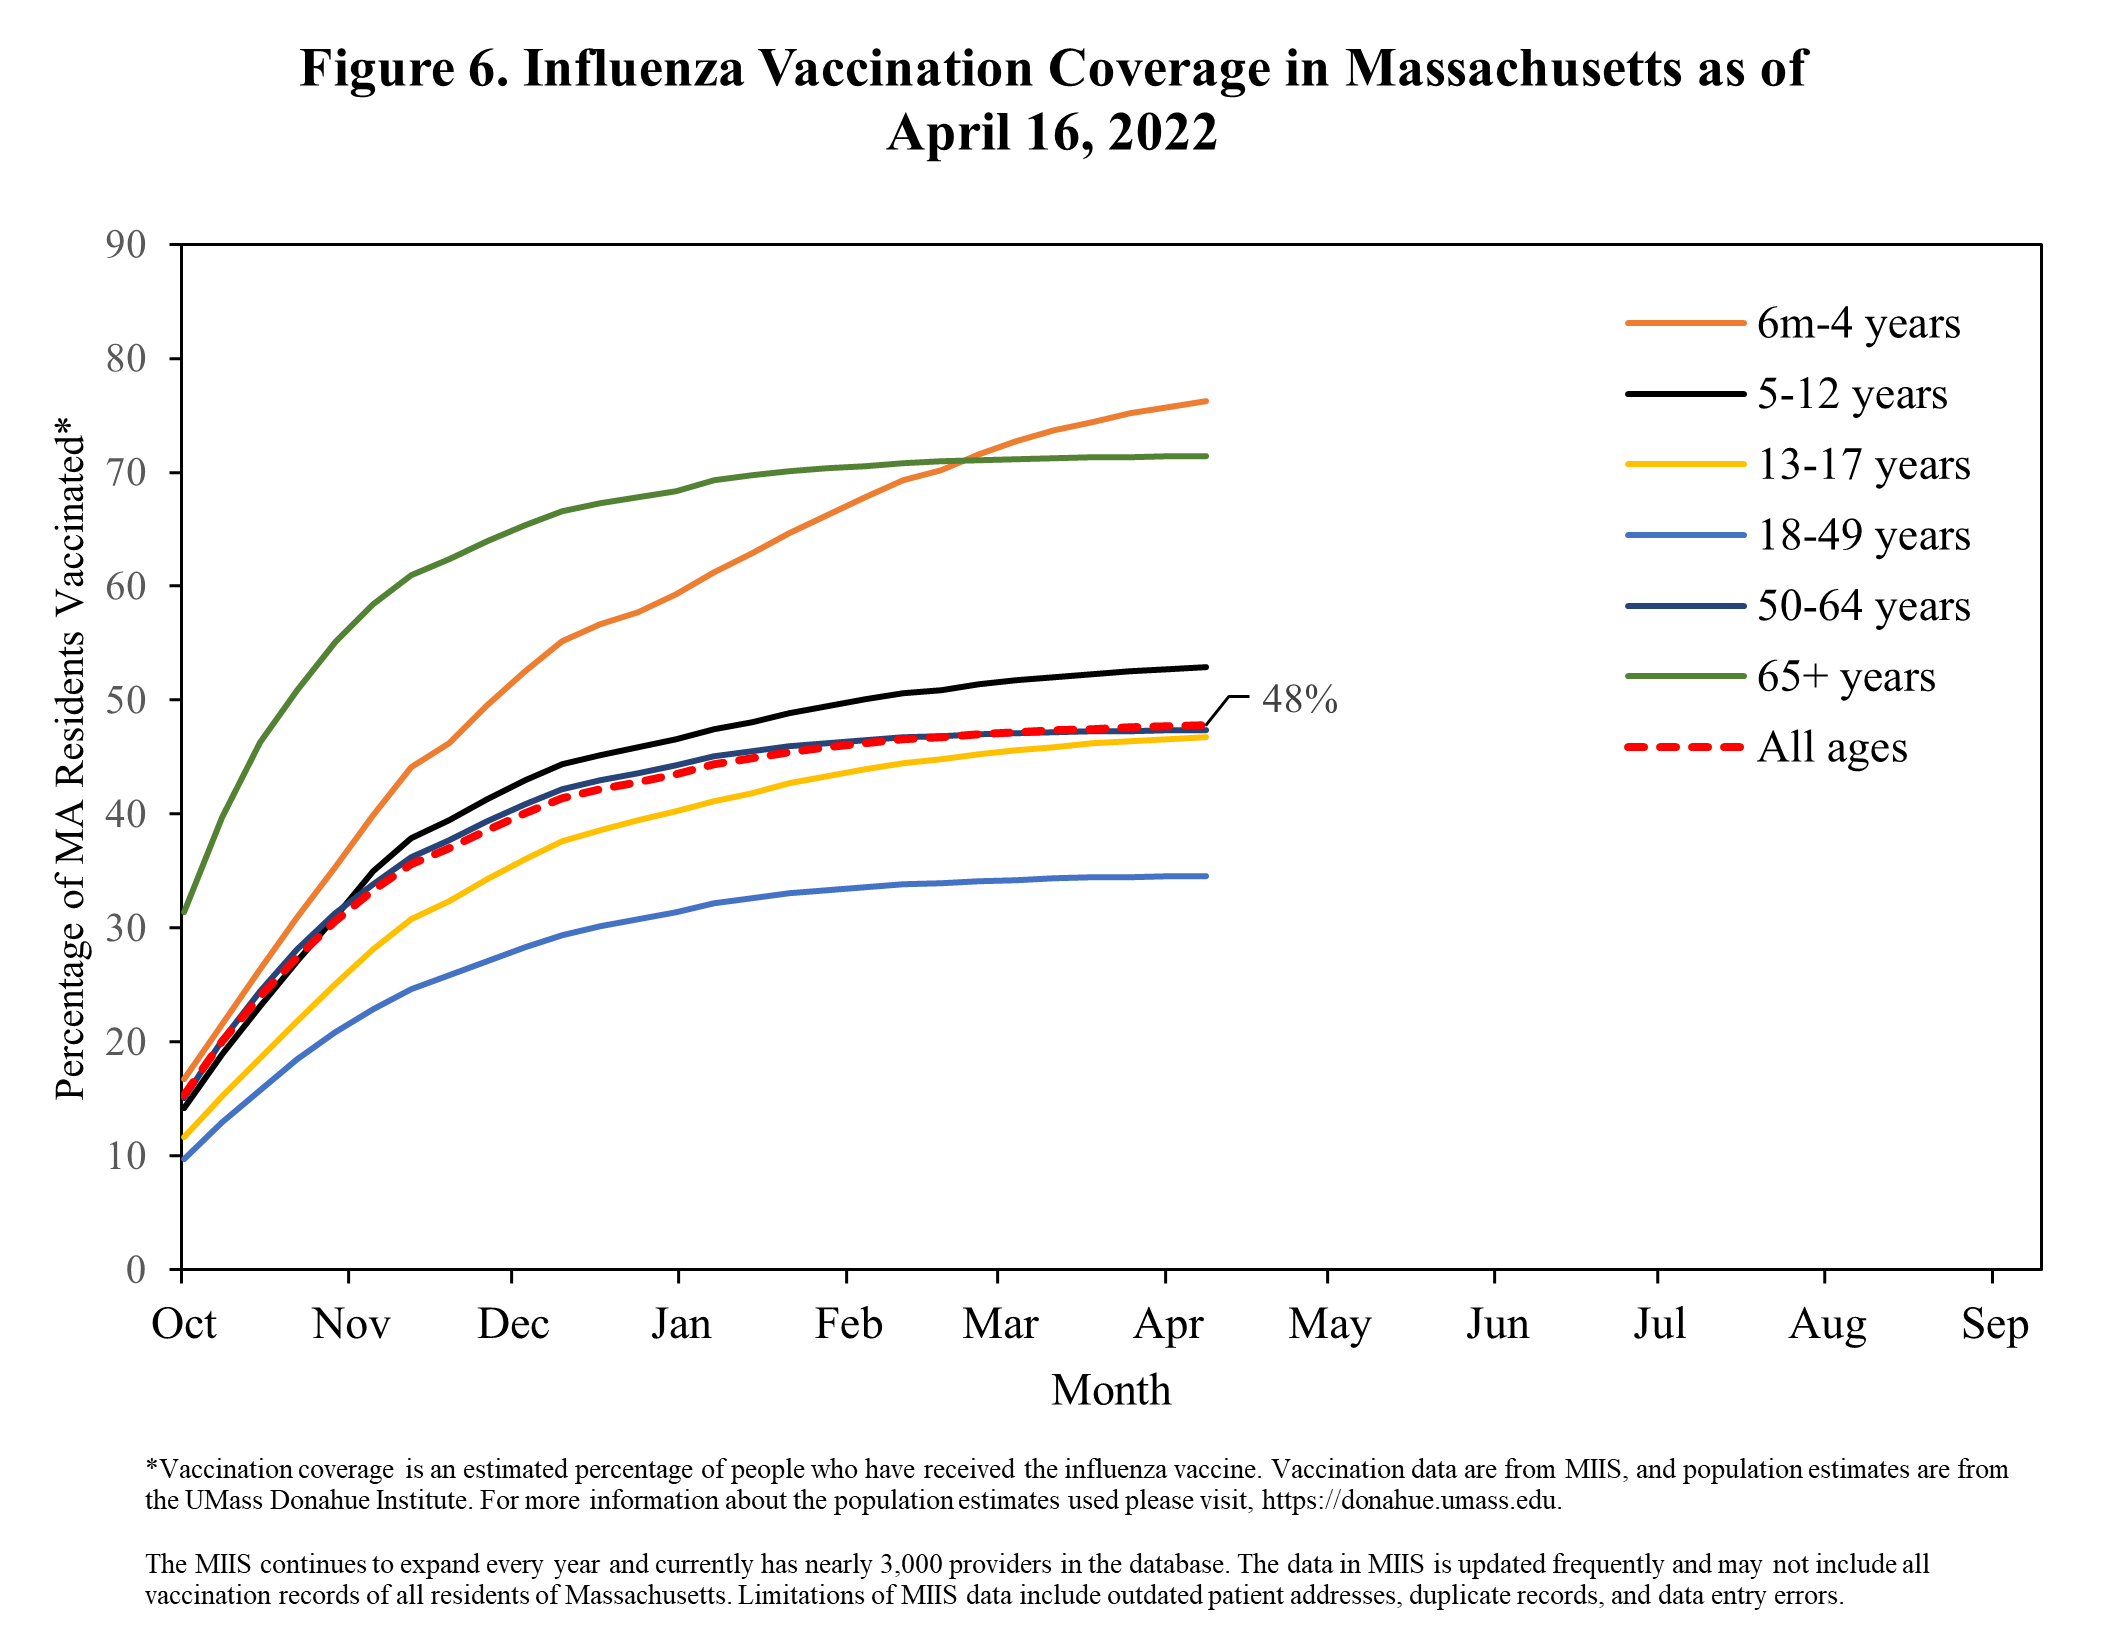 Figure 6. Influenza Vaccination Coverage in Massachusetts as of
April 16, 2022
Percentage of MA Residents Vaccinated*
90
80
70
60
50
40
30
20
10
0
6m-4 years
5-12 years
13-17 years
18-49 years
50-64 years
65+ years
All ages
48%
Oct Nov Dec Jan Feb Mar Apr May Jun Jul Aug Sep
Month
*Vaccination coverage is an estimated percentage of people who have received the influenza vaccine. Vaccination data are from MIIS, and population estimates are from
the UMass Donahue Institute. For more information about the population estimates used please visit, https://donahue.umass.edu.
The MIIS continues to expand every year and currently has nearly 3,000 providers in the database. The data in MIIS is updated frequently and may not include all
vaccination records of all residents of Massachusetts. Limitations of MIIS data include outdated patient addresses, duplicate records, and data entry errors.